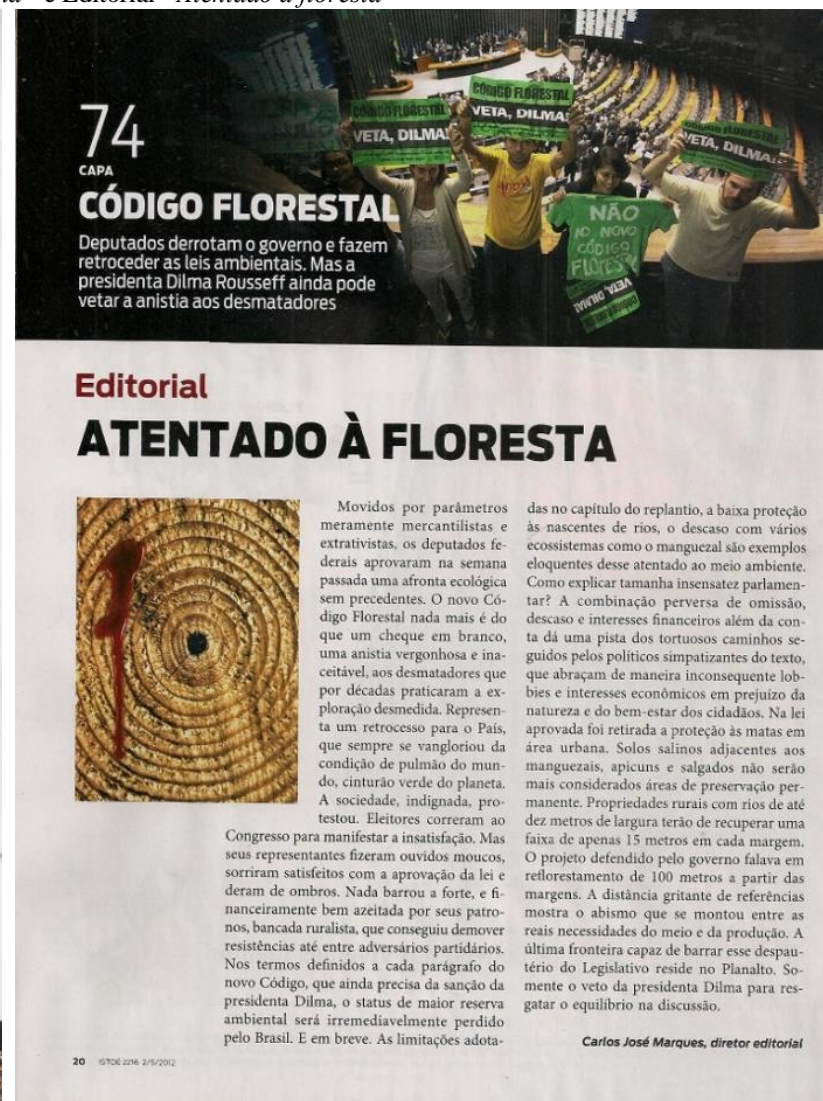 e Editorial "Atentado à floresta"
CÓDIGO FLORESTAL
VETA, DILMA!
CÓDIGO FLORESTAL
VETA, DILMA!
CÓDIGO FLORESTAL
VETA, DILMA!
NÃO
AO NOVO
CÓDIGO
FLORESTAL
VETA, DILMA!
74
CAPA
CÓDIGO FLORESTAL
Deputados derrotam o governo e fazem
retroceder as leis ambientais. Mas a
presidenta Dilma Rousseff ainda pode
vetar a anistia aos desmatadores
Editorial
ATENTADO À FLORESTA
Movidos por parâmetros
meramente mercantilistas e
extrativistas, os deputados fe-
derais aprovaram na semana
passada uma afronta ecológica
sem precedentes. O novo Có-
digo Florestal nada mais é do
que um cheque em branco,
uma anistia vergonhosa e ina-
ceitável, aos desmatadores que
por décadas praticaram a ex-
ploração desmedida. Represen-
ta um retrocesso para o País,
que sempre se vangloriou da
condição de pulmão do mun-
do, cinturão verde do planeta.
A sociedade, indignada, pro-
testou. Eleitores correram ao
Congresso para manifestar a insatisfação. Mas
seus representantes fizeram ouvidos moucos,
sorriram satisfeitos com a aprovação da lei e
deram de ombros. Nada barrou a forte, e fi-
nanceiramente bem azeitada por seus patro-
nos, bancada ruralista, que conseguiu demover
resistências até entre adversários partidários.
Nos termos definidos a cada parágrafo do
novo Código, que ainda precisa da sanção da
presidenta Dilma, o status de maior reserva
ambiental será irremediavelmente perdido
pelo Brasil. E em breve. As limitações adota-
das no capítulo do replantio, a baixa proteção
às nascentes de rios, o descaso com vários
ecossistemas como o manguezal são exemplos
eloquentes desse atentado ao meio ambiente.
Como explicar tamanha insensatez parlamen-
tar? A combinação perversa de omissão,
descaso e interesses financeiros além da con-
ta dá uma pista dos tortuosos caminhos se-
guidos pelos políticos simpatizantes do texto,
que abraçam de maneira inconsequente lob-
bies e interesses econômicos em prejuízo da
natureza e do bem-estar dos cidadãos. Na lei
aprovada foi retirada a proteção às matas em
área urbana. Solos salinos adjacentes aos
manguezais, apicuns e salgados não serão
mais considerados áreas de preservação per-
manente. Propriedades rurais com rios de até
dez metros de largura terão de recuperar uma
faixa de apenas 15 metros em cada margem.
O projeto defendido pelo governo falava em
reflorestamento de 100 metros a partir das
margens. A distância gritante de referências
mostra o abismo que se montou entre as
reais necessidades do meio e da produção. A
última fronteira capaz de barrar esse despau-
tério do Legislativo reside no Planalto. So-
mente o veto da presidenta Dilma para res-
gatar o equilíbrio na discussão.
Carlos José Marques, diretor editorial
20 ISTOÉ 2216 2/5/2012